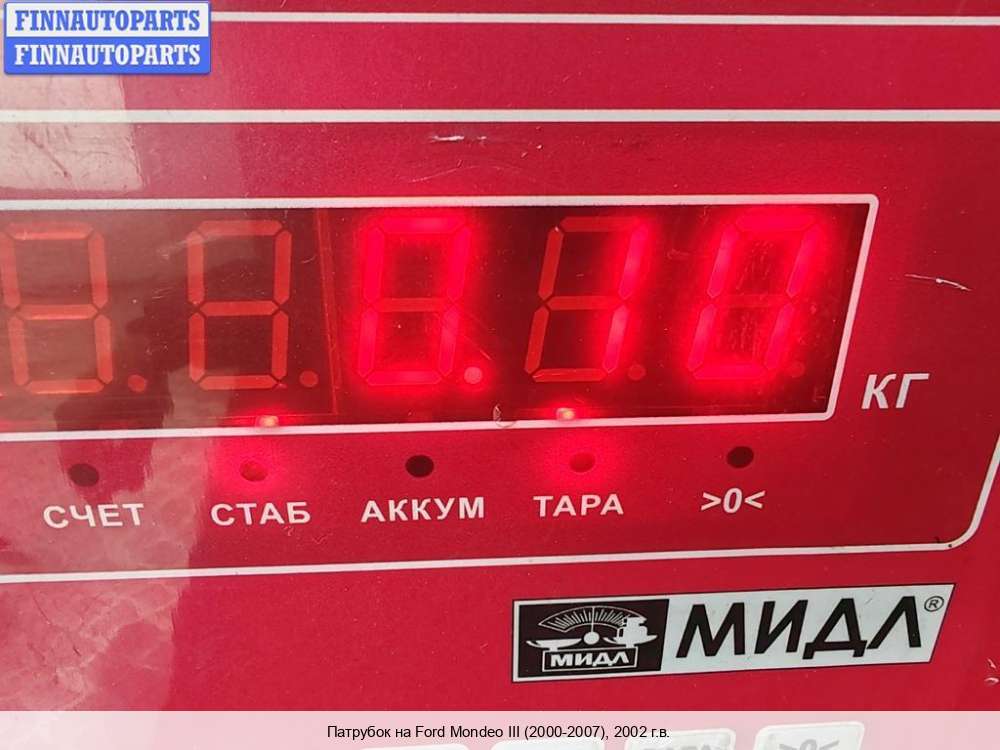 FINNAUTOPARTS
FINNAUTOPARTS
0.10
КГ
СЧЕТ СТАБ АККУМ ТАРА >0<
МИДЛ МИДЛ®
Патрубок на Ford Mondeo III (2000-2007), 2002 г.в.